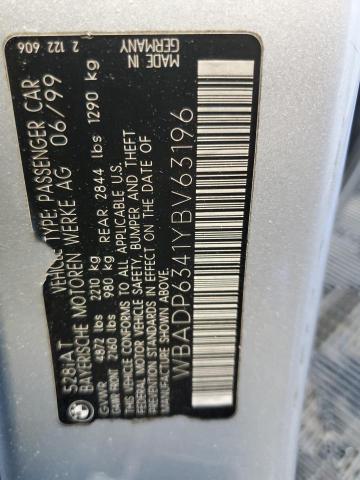 528iAT 2 122 606
VEHICLE TYPE: PASSENGER CAR MADE IN
BAYERISCHE MOTOREN WERKE AG 06/99 GERMANY
GVWR 4872 lbs 2210 kg
GAWR FRONT 2160 lbs 980 kg REAR 2844 lbs 1290 kg
THIS VEHICLE CONFORMS TO ALL APPLICABLE U.S.
FEDERAL MOTOR VEHICLE SAFETY, BUMPER AND THEFT
PREVENTION STANDARDS IN EFFECT ON THE
DATE OF MANUFACTURE SHOWN ABOVE.
WBADP6341YBV63196